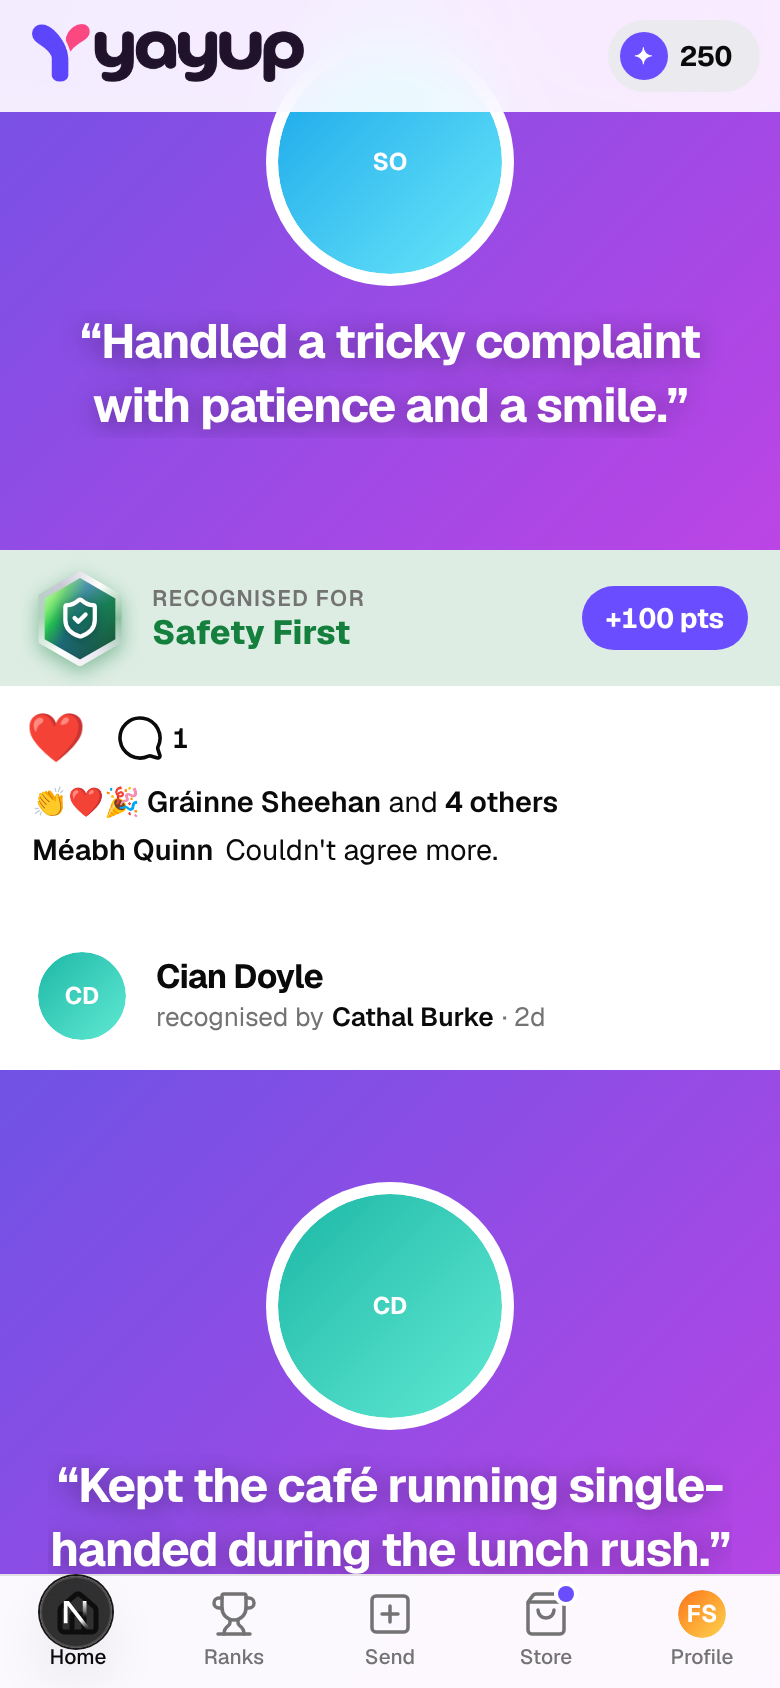 yayup
250
SO
“Handled a tricky complaint
with patience and a smile.”
RECOGNISED FOR
Safety First
+100 pts
1
Gráinne Sheehan and 4 others
Méabh Quinn Couldn't agree more.
CD
Cian Doyle
recognised by Cathal Burke · 2d
CD
“Kept the café running single-
handed during the lunch rush.”
N
FS
Home
Ranks
Send
Store
Profile